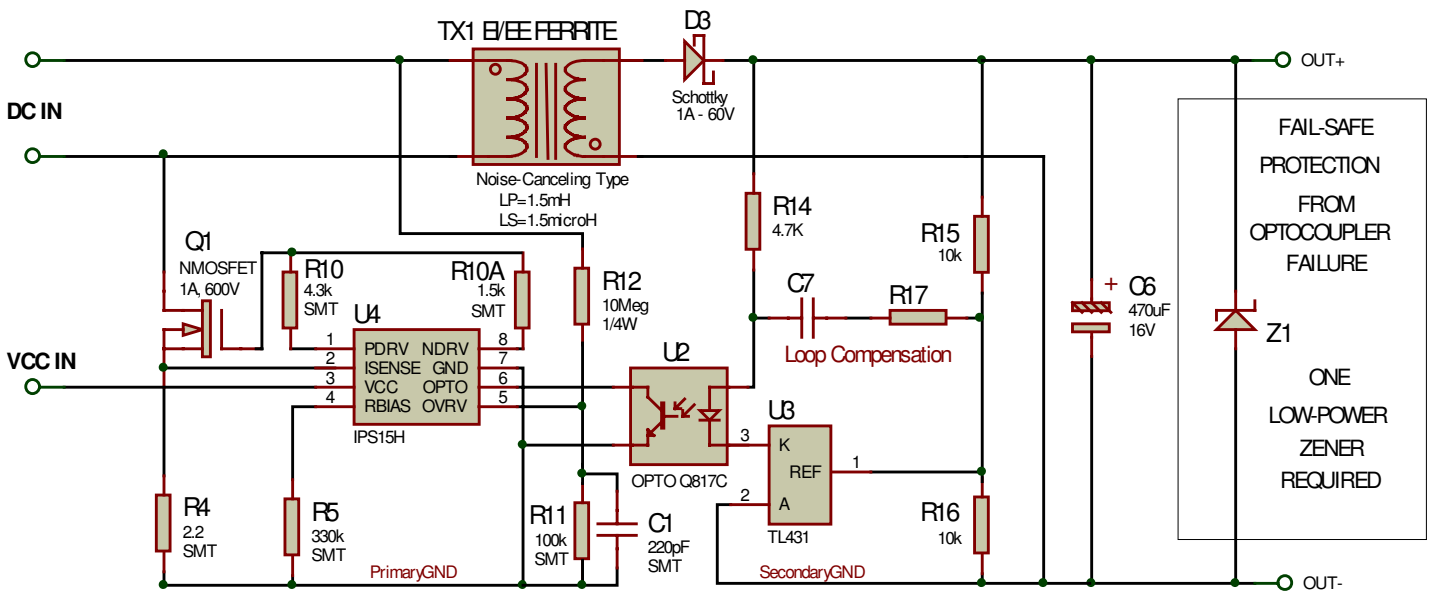 TX1 EI/EE FERRITE
D3
OUT+
Schottky
1A - 60V
DC IN
FAIL-SAFE
PROTECTION
FROM
OPTOCOUPLER
FAILURE
Noise-Canceling Type
LP=1.5mH
LS=1.5microH
R14
4.7K
R15
10k
Q1
NMOSFET
1A, 600V
R10
4.3k
SMT
R10A
1.5k
SMT
R12
10Meg
1/4W
C7
R17
+
C6
470uF
16V
Z1
U4
1 PDRV NDRV 8
2 ISENSE GND 7
3 VCC OPTO 6
4 RBIAS OVRV 5
IPS15H
VCC IN
Loop Compensation
U2
OPTO Q817C
U3
3 K
REF 1
2 A
TL431
ONE
LOW-POWER
ZENER
REQUIRED
R4
2.2
SMT
R5
330k
SMT
R11
100k
SMT
C1
220pF
SMT
R16
10k
PrimaryGND
SecondaryGND
OUT-